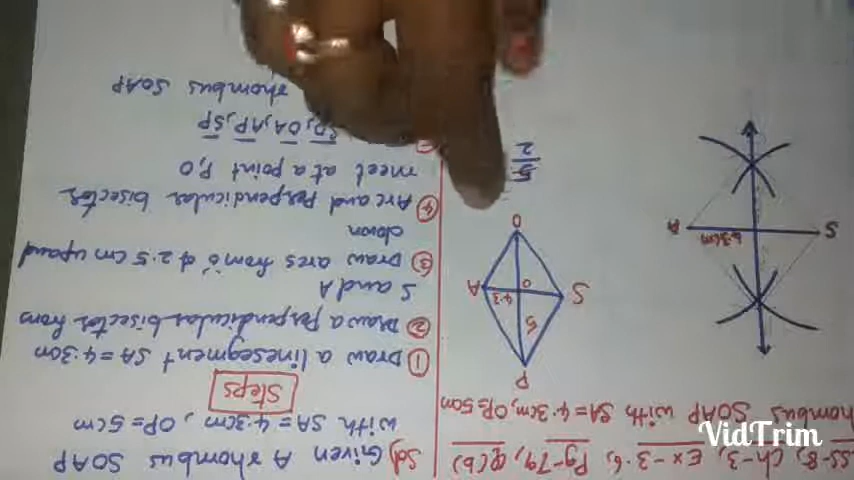 ss-8, Ch-3, Ex-3.6, Pg-79, Q(b)
hombus SOAP with SA=4.3cm, OP=5cm
P
5
S
4.3
o
A
O
5/2
S
4.3cm
A
Sol) Given A rhombus SOAP
with SA=4.3cm, OP=5cm
Steps
① Draw a linesegment SA=4.3cm
② Draw a perpendicular bisector from
S and A
③ Draw arcs from o' of 2.5 cm up and
down
④ Arc and perpendicular bisector
meet at a point P,O
OA, AP, SP
rhombus SOAP
VidTrim